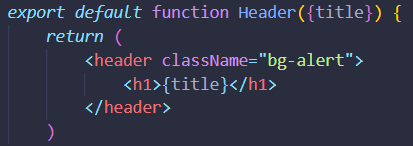 export default function Header({title}) {
    return (
        <header className="bg-alert">
            <h1>{title}</h1>
        </header>
    )